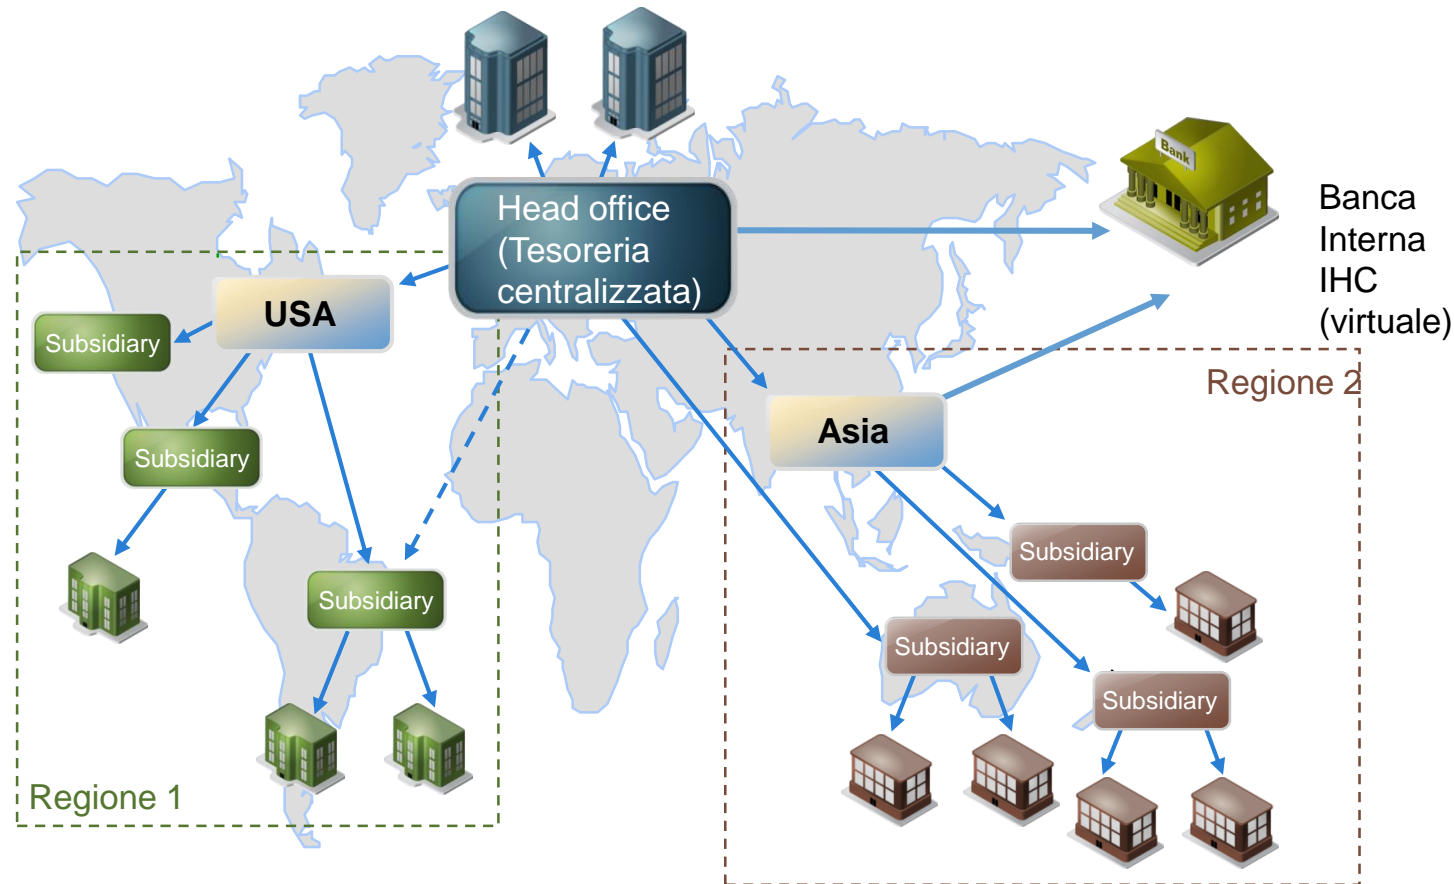 Bank
Head office
(Tesoreria
centralizzata)
Banca
Interna
IHC
(virtuale)
USA
Subsidiary
Regione 2
Asia
Subsidiary
Subsidiary
Subsidiary
Subsidiary
Subsidiary
Regione 1